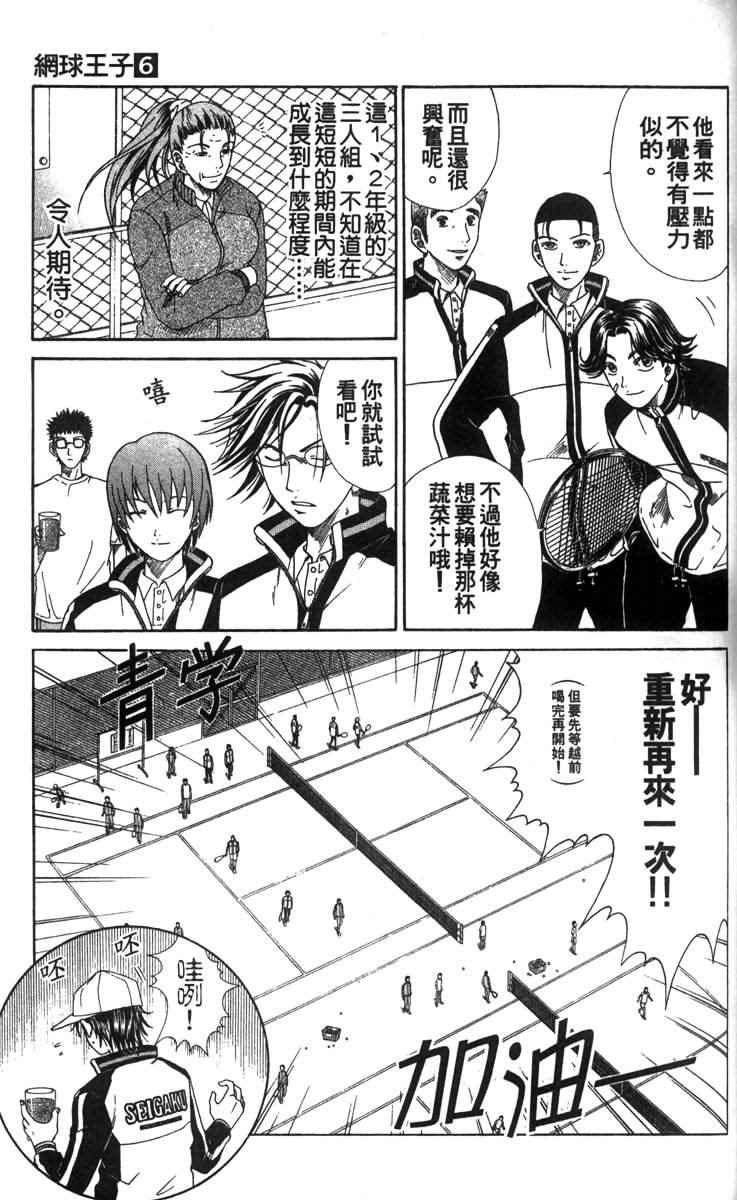 網球王子6
他看來一點都
不覺得有壓力
似的。
而且還很
興奮呢。
不過他好像
想要賴掉那杯
蔬菜汁哦！
這1、2年級的
三人組，不知道在
這短短的期間內能
成長到什麼程度……
令人期待。
你就試試
看吧！
嘻
好──
重新再來一次!!
（但要先等越前
喝完再開始！）
青学
加油─
哇咧！
呸
呸
SEIGAKU